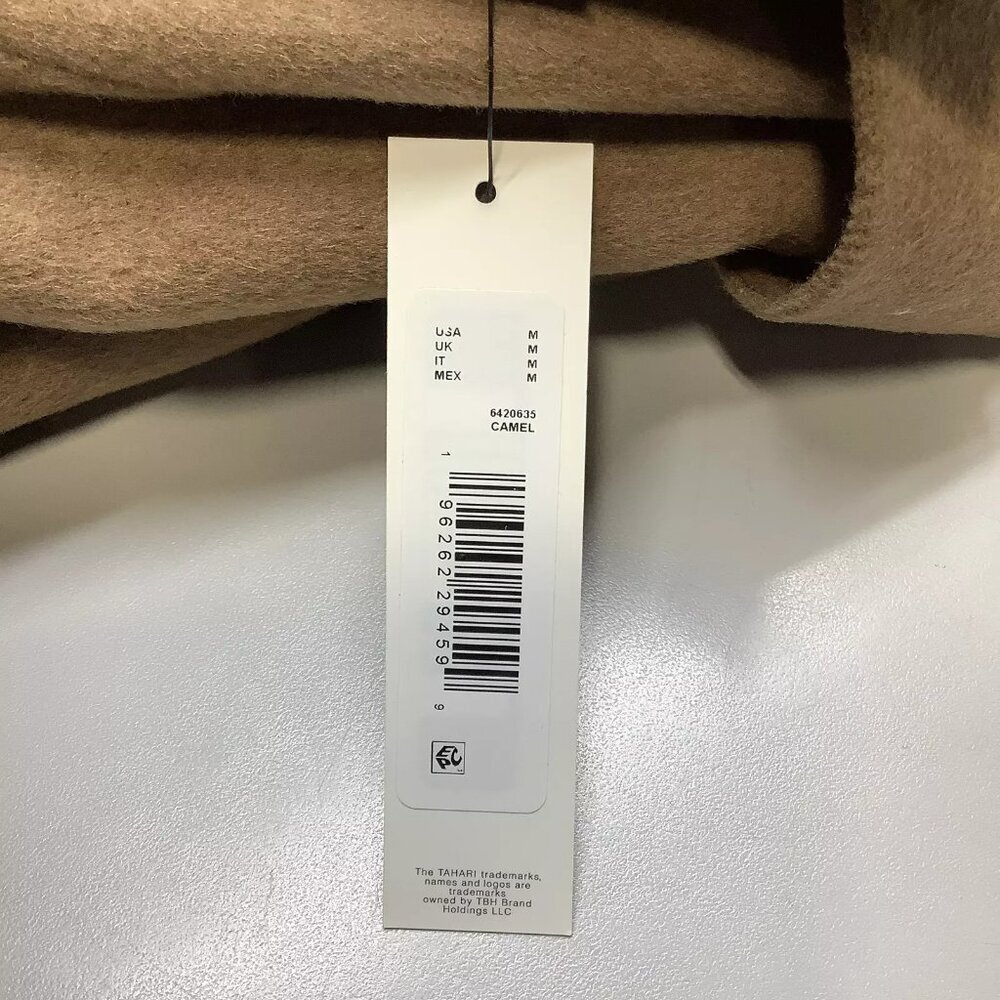 USA M
UK M
IT M
MEX M
6420635
CAMEL
1 96262 29459 9
EPC
The TAHARI trademarks,
names and logos are
trademarks
owned by TBH Brand
Holdings LLC